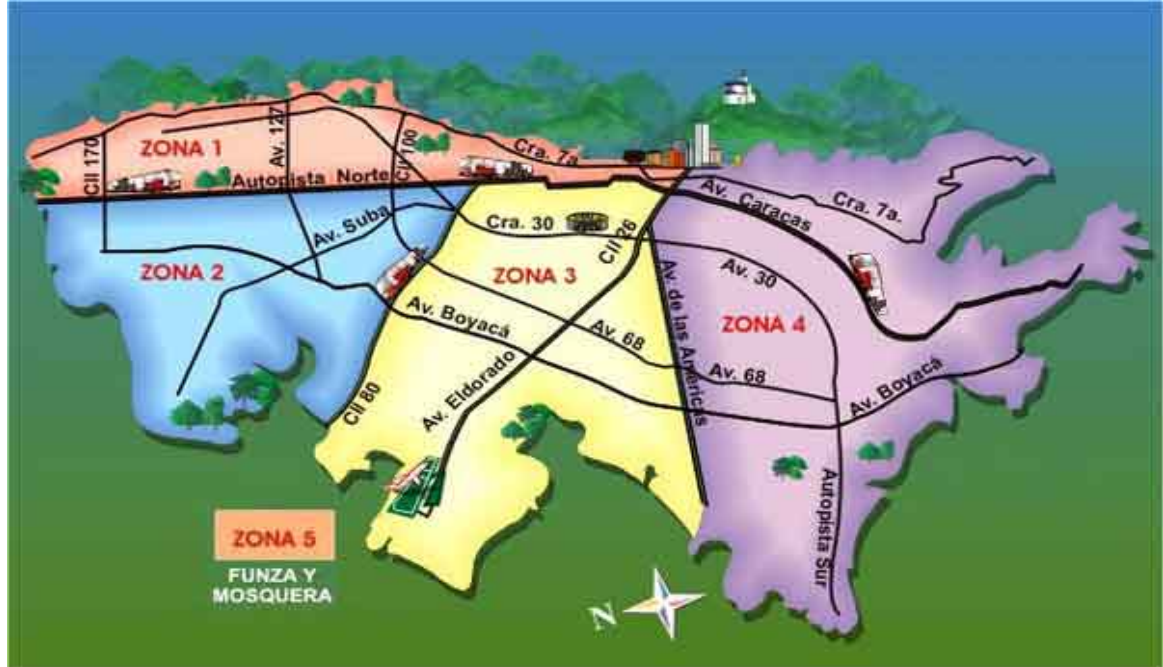 Cll 170
ZONA 1
Av. 127
Cll 100
Cra. 7a
Autopista Norte
Av. Suba
Cra. 30
Cll 26
Av. Caracas
Cra. 7a.
ZONA 2
ZONA 3
Av. 30
Av. Boyacá
Av. 68
Av. de las Américas
ZONA 4
Av. 68
Av. Boyacá
Cll 80
Av. Eldorado
Autopista Sur
ZONA 5
FUNZA Y
MOSQUERA
N